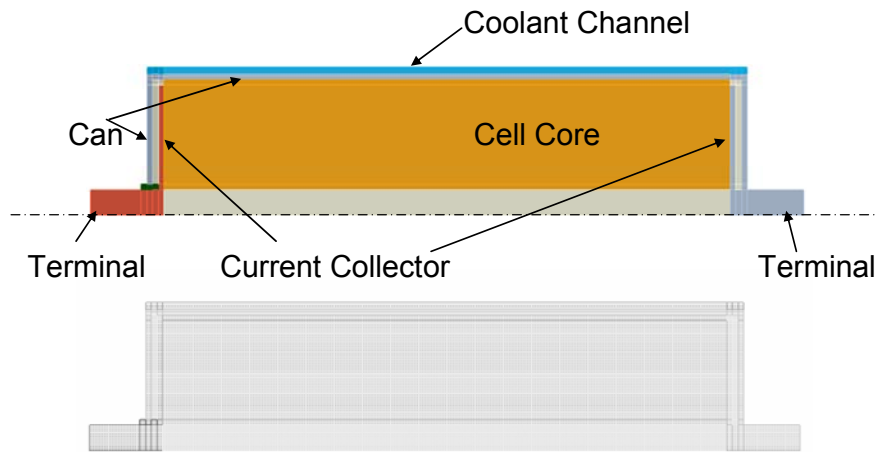 Coolant Channel
Can
Cell Core
Terminal
Current Collector
Terminal